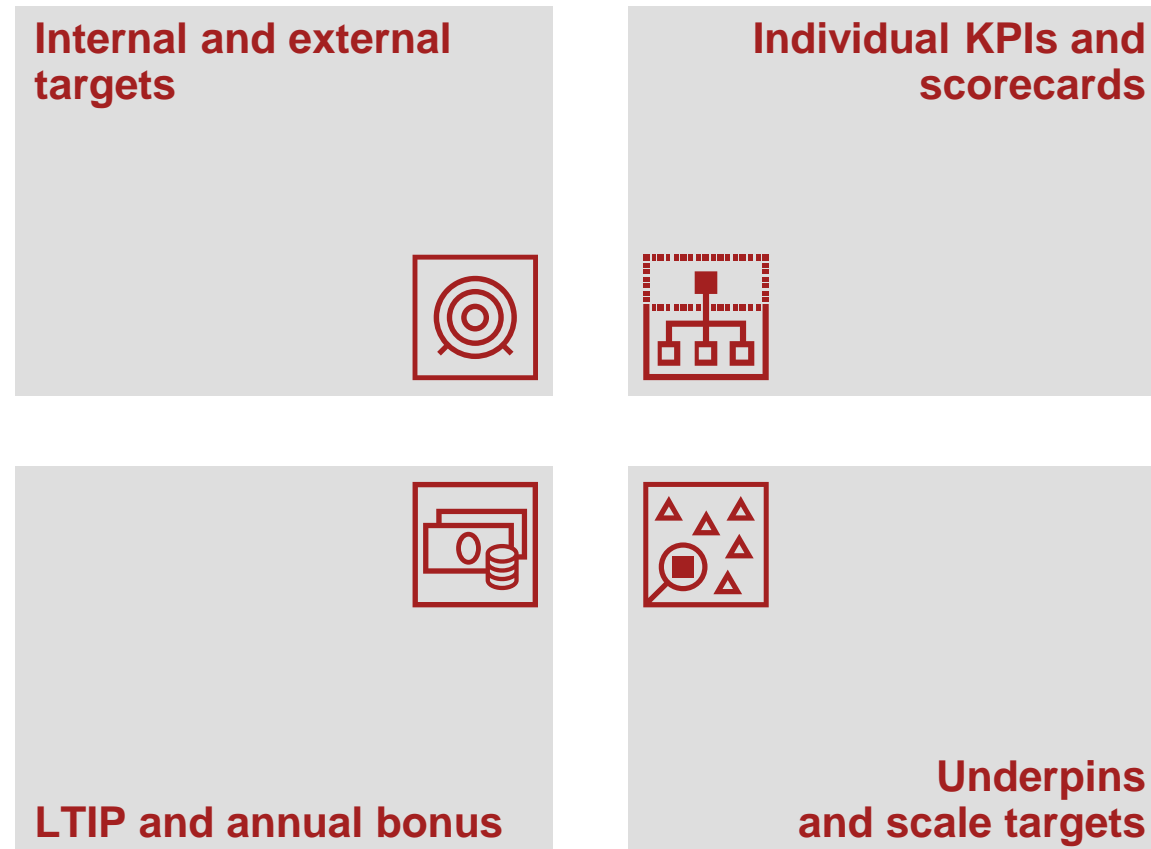 Internal and external
targets
Individual KPIs and
scorecards
LTIP and annual bonus
Underpins
and scale targets